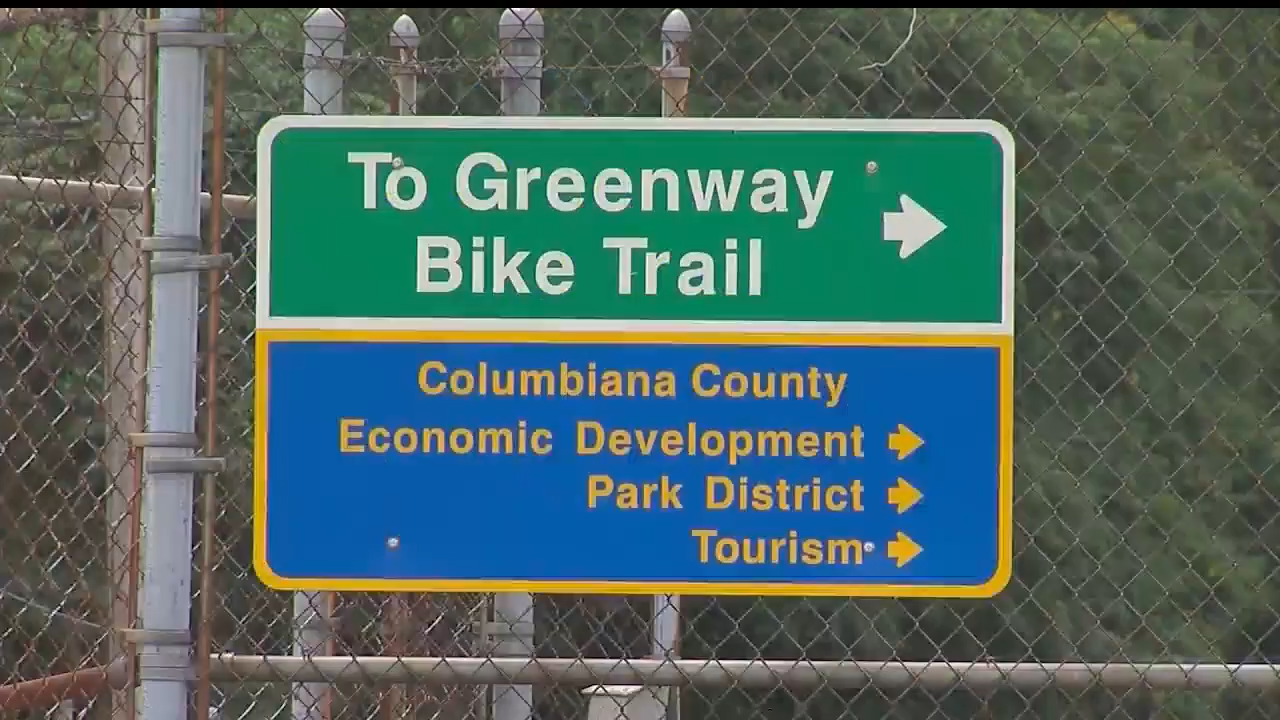 To Greenway
Bike Trail
Columbiana County
Economic Development
Park District
Tourism